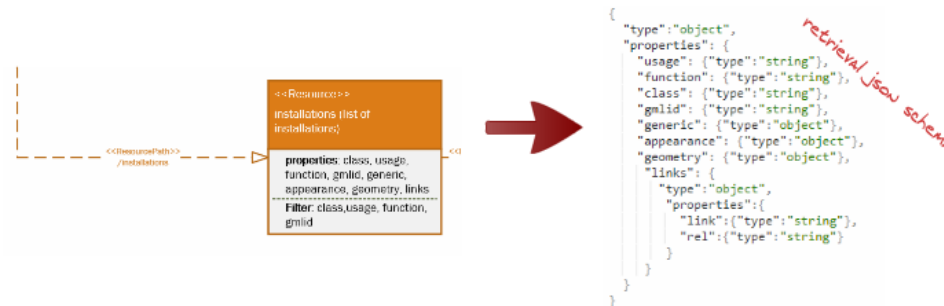 <<Resource>>
installations (list of
installations)
<<ResourcePath>>
/installations
properties: class, usage,
function, gmlid, generic,
appearance, geometry, links
Filter: class,usage, function,
gmlid
{
"type":"object",
"properties": {
"usage": {"type":"string"},
"function": {"type":"string"},
"class": {"type":"string"},
"gmlid": {"type":"string"},
"generic": {"type":"object"},
"appearance": {"type":"object"},
"geometry": {"type":"object"},
"links": {
"type":"object",
"properties":{
"link":{"type":"string"},
"rel":{"type":"string"}
}
}
}
}
retrieval json schem